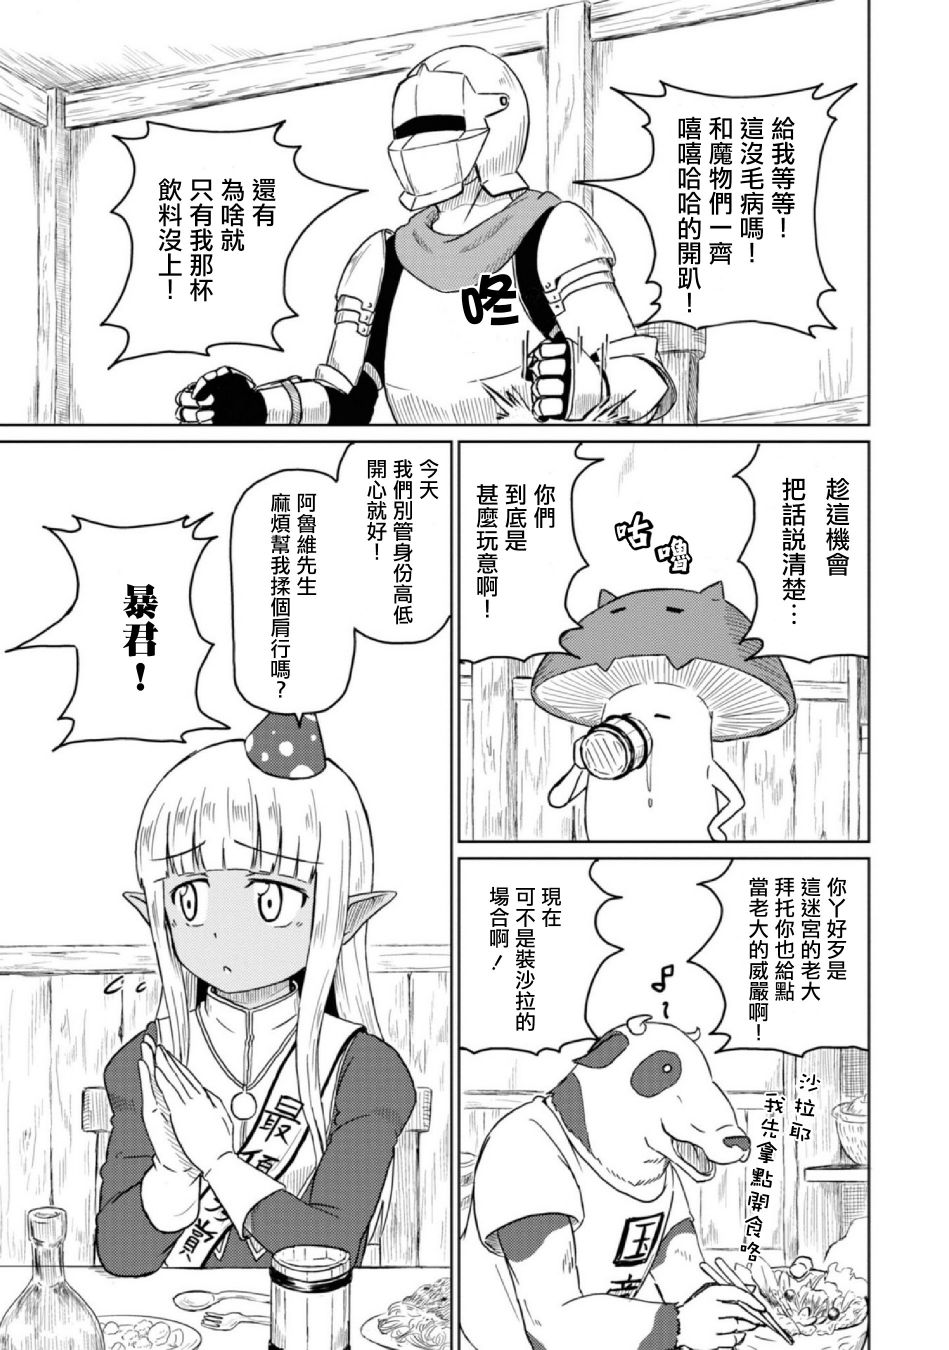 給我等等！
這沒毛病嗎！
和魔物們一齊
嘻嘻哈哈的開趴！
咚
還有
為啥就
只有我那杯
飲料沒上！
趁這機會
把話說清楚…
咕嚕
你們
到底是
甚麼玩意啊！
今天
我們別管身份高低
開心就好！
阿魯維先生
麻煩幫我揉個肩行嗎？
暴君！
最優
賞
你丫好歹是
這迷宮的老大
拜托你也給點
當老大的威嚴啊！
現在
可不是裝沙拉的
場合啊！
沙拉耶
我先拿點開食咯
国産